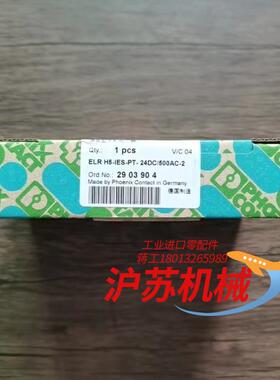 Qty.: 1 pcs V/C 04
ELR H5-IES-PT- 24DC/500AC-2
Ord No.: 29 03 90 4
Made by Phoenix Contact in Germany
德国制造
工业进口零配件
蒋工18013265989
沪苏机械